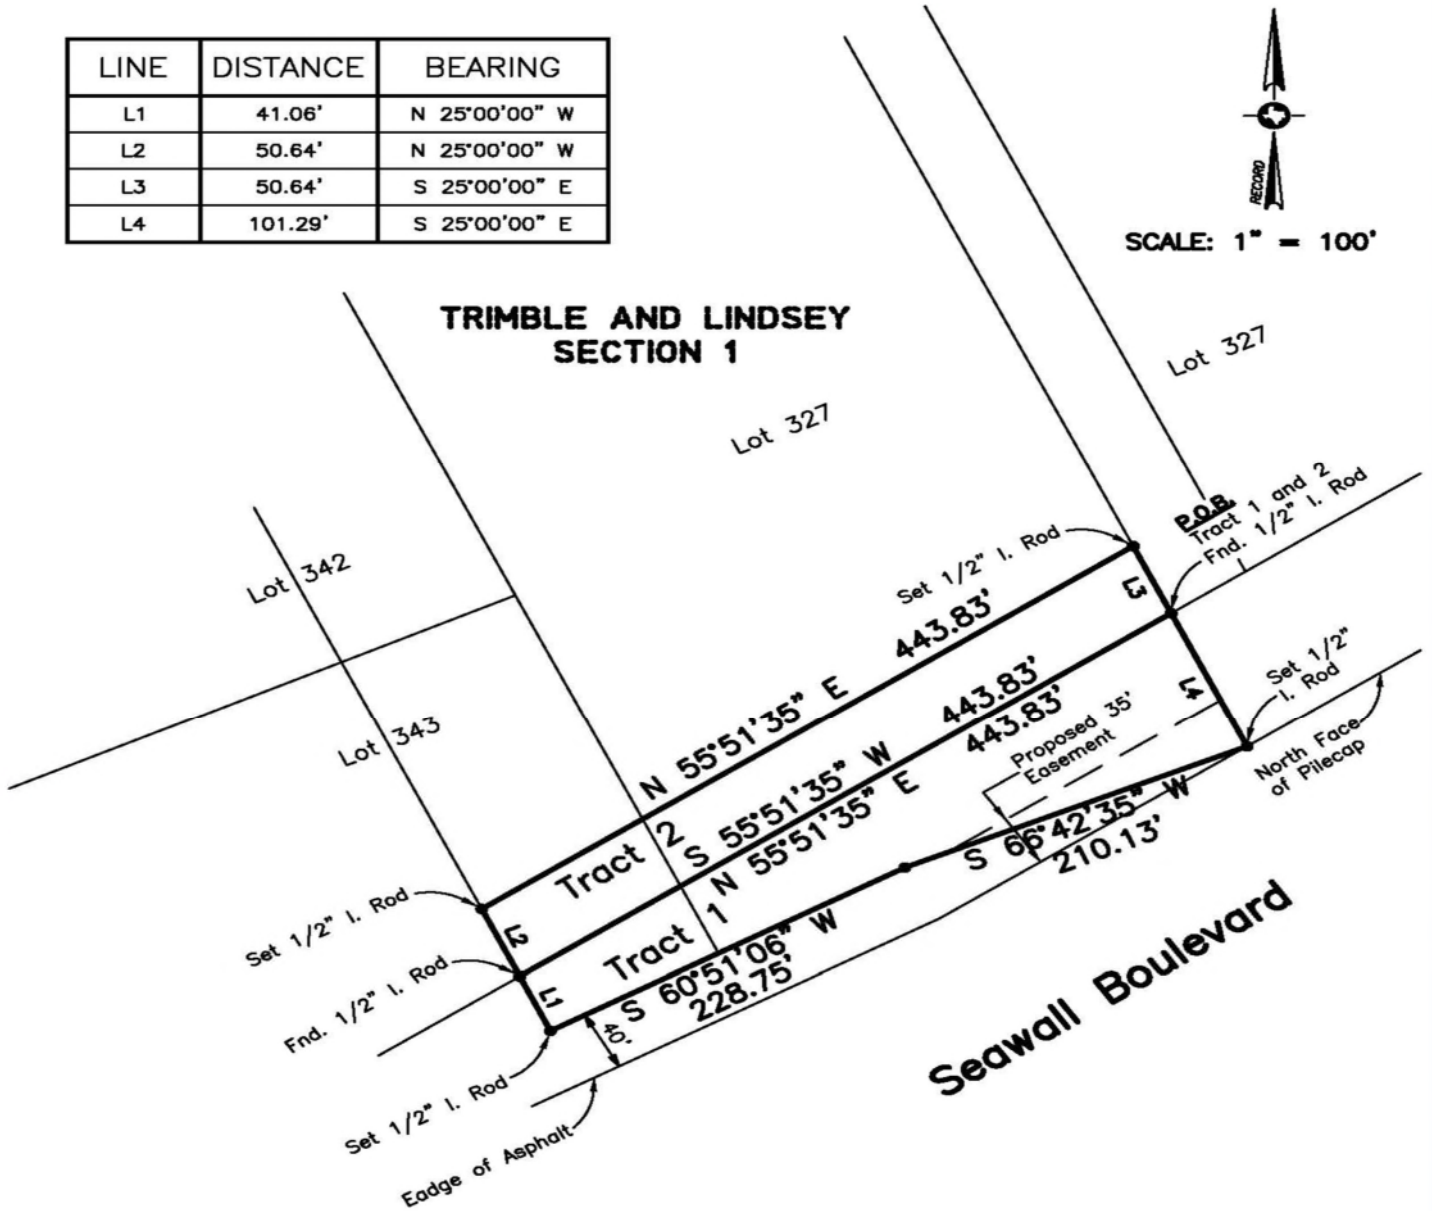 LINE DISTANCE BEARING
L1 41.06' N 25°00'00" W
L2 50.64' N 25°00'00" W
L3 50.64' S 25°00'00" E
L4 101.29' S 25°00'00" E
RECORD
SCALE: 1" = 100'
TRIMBLE AND LINDSEY
SECTION 1
Lot 327
Lot 327
P.O.B.
Tract 1 and 2
Fnd. 1/2" I. Rod
Set 1/2" I. Rod
Lot 342
L3
443.83'
N 55°51'35" E
Set 1/2"
I. Rod
L4
443.83'
S 55°51'35" W
443.83'
N 55°51'35" E
Proposed 35'
Easement
North Face
of Pilecap
Lot 343
Tract 2
S 66°42'35" W
210.13'
Set 1/2" I. Rod
L2
Tract 1
Fnd. 1/2" I. Rod
L1
S 60°51'06" W
228.75'
40'
Seawall Boulevard
Set 1/2" I. Rod
Eadge of Asphalt